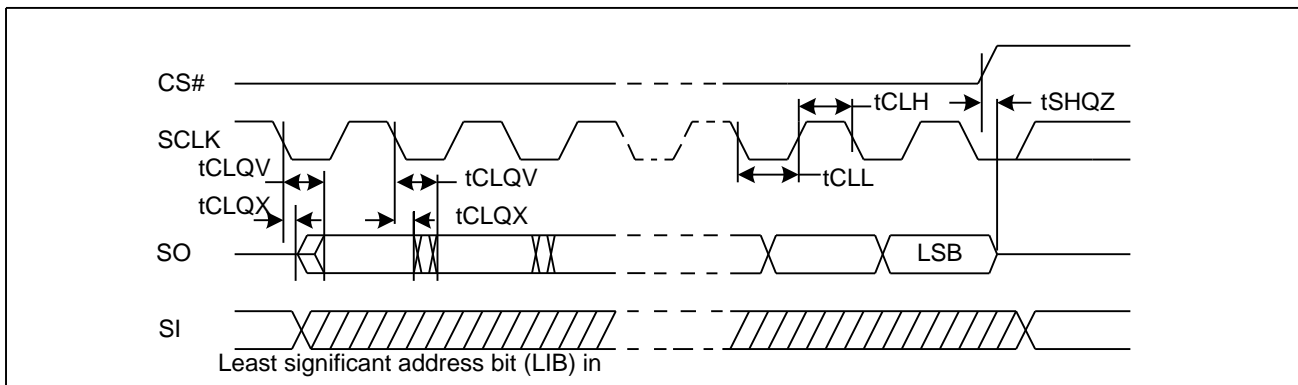 CS#
tCLH
tSHQZ
SCLK
tCLQV
tCLQV
tCLL
tCLQX
tCLQX
SO
LSB
SI
Least significant address bit (LIB) in